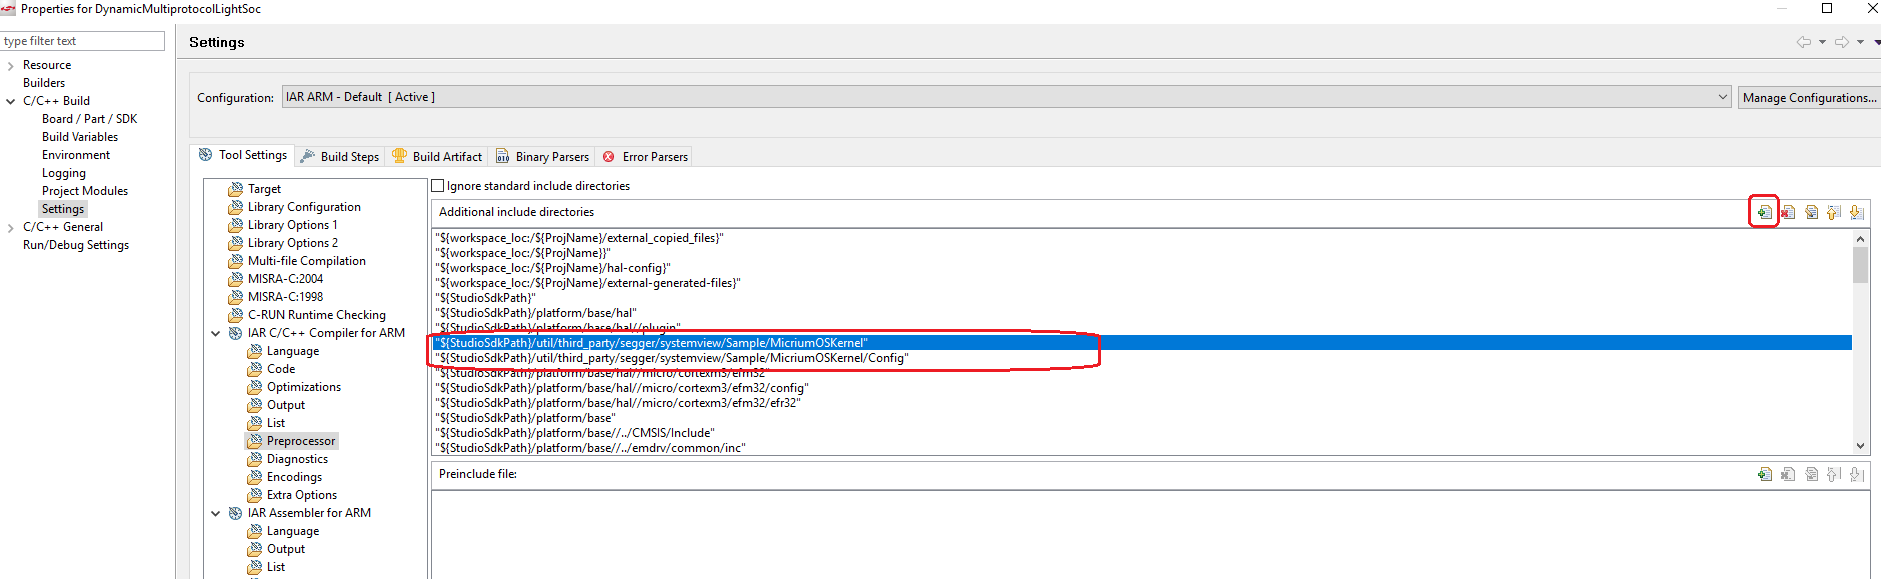 Properties for DynamicMultiprotocolLightSoc
type filter text
Resource
Builders
C/C++ Build
Board / Part / SDK
Build Variables
Environment
Logging
Project Modules
Settings
C/C++ General
Run/Debug Settings
Settings
Configuration: IAR ARM - Default [ Active ] Manage Configurations...
Tool Settings Build Steps Build Artifact Binary Parsers Error Parsers
Target
Library Configuration
Library Options 1
Library Options 2
Multi-file Compilation
MISRA-C:2004
MISRA-C:1998
C-RUN Runtime Checking
IAR C/C++ Compiler for ARM
Language
Code
Optimizations
Output
List
Preprocessor
Diagnostics
Encodings
Extra Options
IAR Assembler for ARM
Language
Output
List
Ignore standard include directories
Additional include directories
"${workspace_loc:/${ProjName}/external_copied_files}"
"${workspace_loc:/${ProjName}}"
"${workspace_loc:/${ProjName}/hal-config}"
"${workspace_loc:/${ProjName}/external-generated-files}"
"${StudioSdkPath}"
"${StudioSdkPath}/platform/base/hal"
"${StudioSdkPath}/platform/base/hal//plugin"
"${StudioSdkPath}/util/third_party/segger/systemview/Sample/MicriumOSKernel"
"${StudioSdkPath}/util/third_party/segger/systemview/Sample/MicriumOSKernel/Config"
"${StudioSdkPath}/platform/base/hal//micro/cortexm3/efm32"
"${StudioSdkPath}/platform/base/hal//micro/cortexm3/efm32/config"
"${StudioSdkPath}/platform/base/hal//micro/cortexm3/efm32/efr32"
"${StudioSdkPath}/platform/base"
"${StudioSdkPath}/platform/base//../CMSIS/Include"
"${StudioSdkPath}/platform/base//../emdrv/common/inc"
Preinclude file: